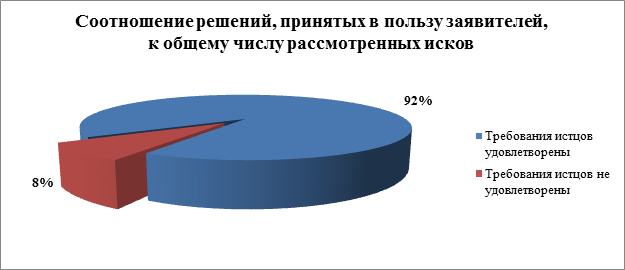 Соотношение решений, принятых в пользу заявителей,
к общему числу рассмотренных исков
92%
8%
Требования истцов
удовлетворены
Требования истцов не
удовлетворены